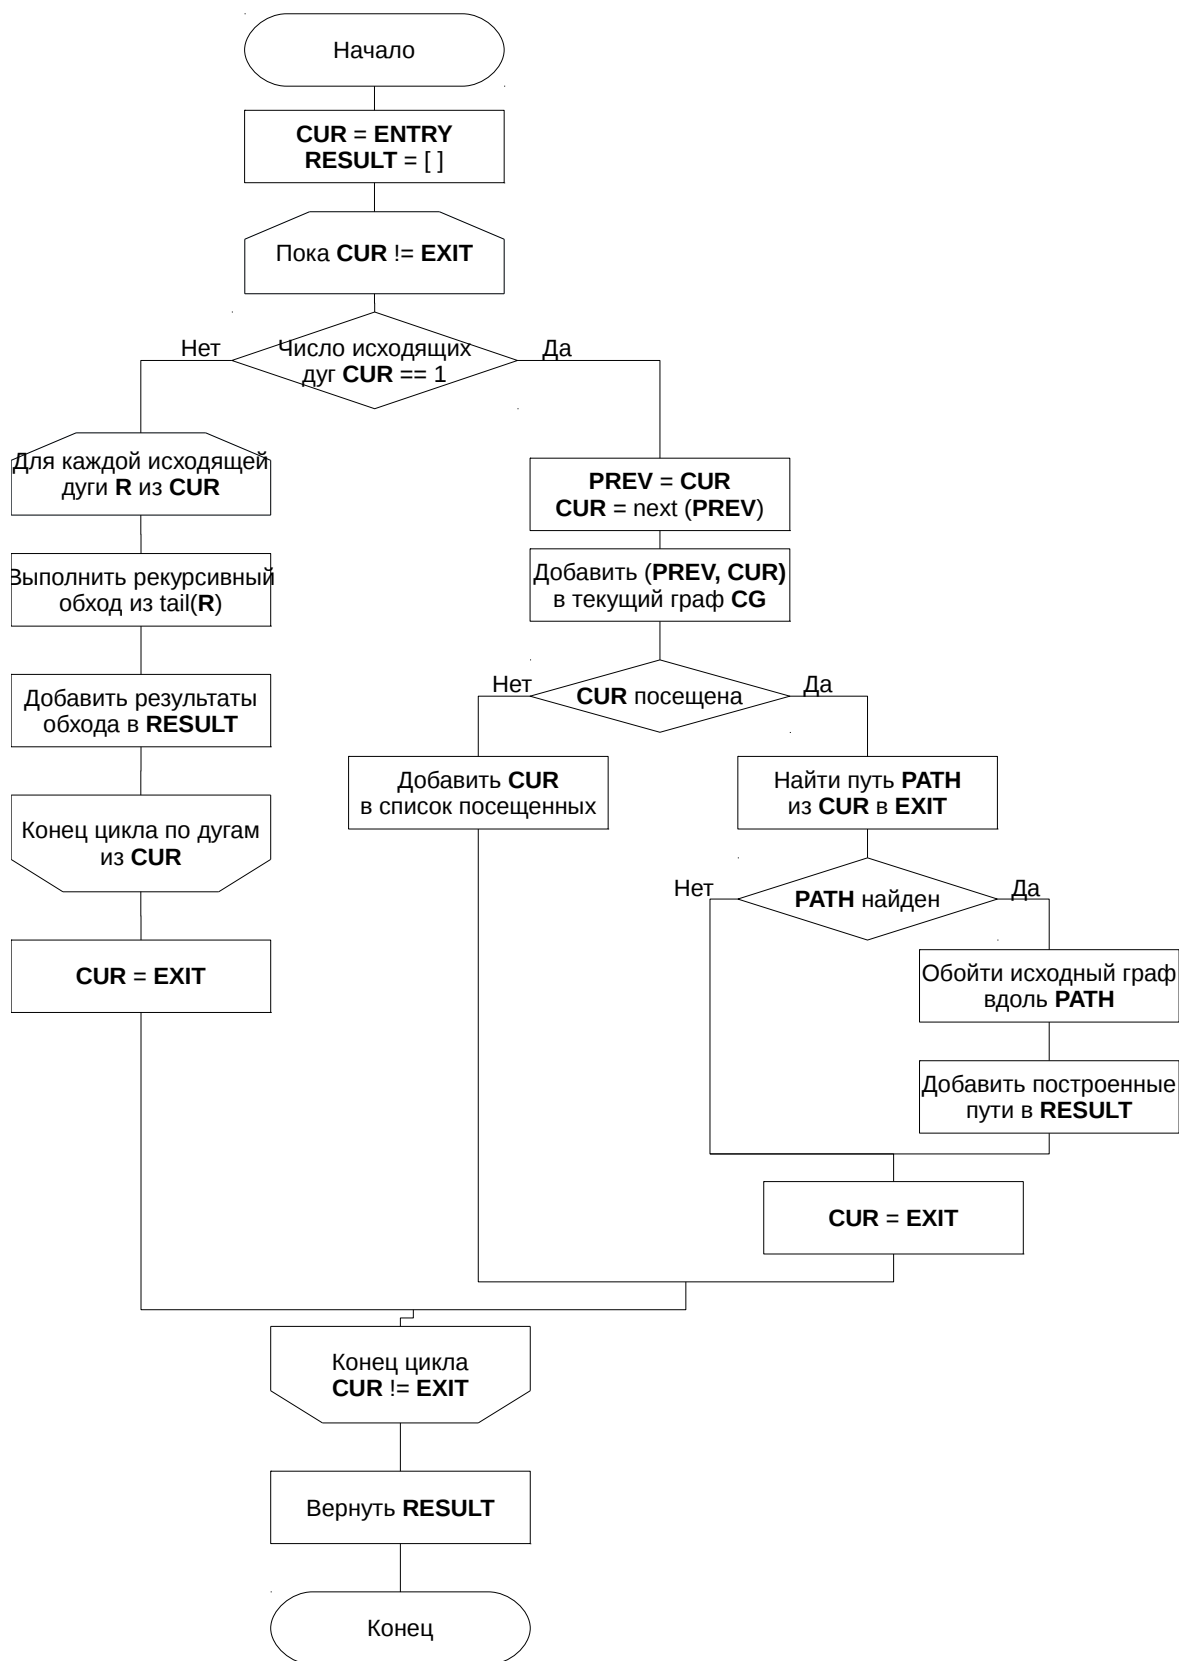 Начало
CUR = ENTRY
RESULT = [ ]
Пока CUR != EXIT
Нет
Число исходящих
дуг CUR == 1
Да
Для каждой исходящей
дуги R из CUR
Выполнить рекурсивный
обход из tail(R)
Добавить результаты
обхода в RESULT
Конец цикла по дугам
из CUR
CUR = EXIT
PREV = CUR
CUR = next (PREV)
Добавить (PREV, CUR)
в текущий граф CG
Нет
CUR посещена
Да
Добавить CUR
в список посещенных
Найти путь PATH
из CUR в EXIT
Нет
PATH найден
Да
Обойти исходный граф
вдоль PATH
Добавить построенные
пути в RESULT
CUR = EXIT
Конец цикла
CUR != EXIT
Вернуть RESULT
Конец